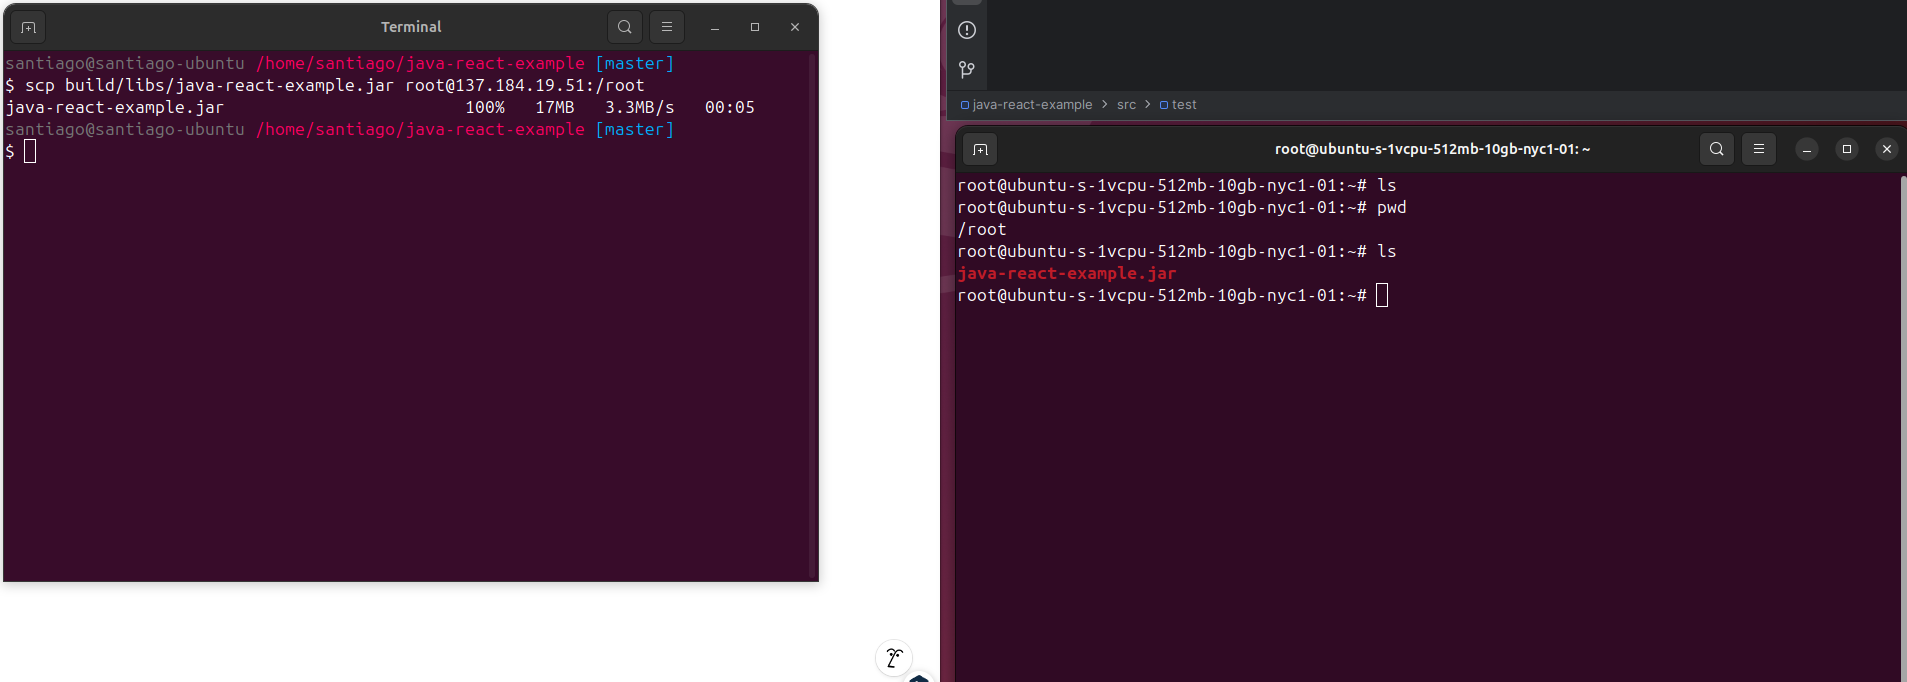 Terminal
santiago@santiago-ubuntu /home/santiago/java-react-example [master]
$ scp build/libs/java-react-example.jar root@137.184.19.51:/root
java-react-example.jar 100% 17MB 3.3MB/s 00:05
santiago@santiago-ubuntu /home/santiago/java-react-example [master]
$
java-react-example > src > test
root@ubuntu-s-1vcpu-512mb-10gb-nyc1-01: ~
root@ubuntu-s-1vcpu-512mb-10gb-nyc1-01:~# ls
root@ubuntu-s-1vcpu-512mb-10gb-nyc1-01:~# pwd
/root
root@ubuntu-s-1vcpu-512mb-10gb-nyc1-01:~# ls
java-react-example.jar
root@ubuntu-s-1vcpu-512mb-10gb-nyc1-01:~#